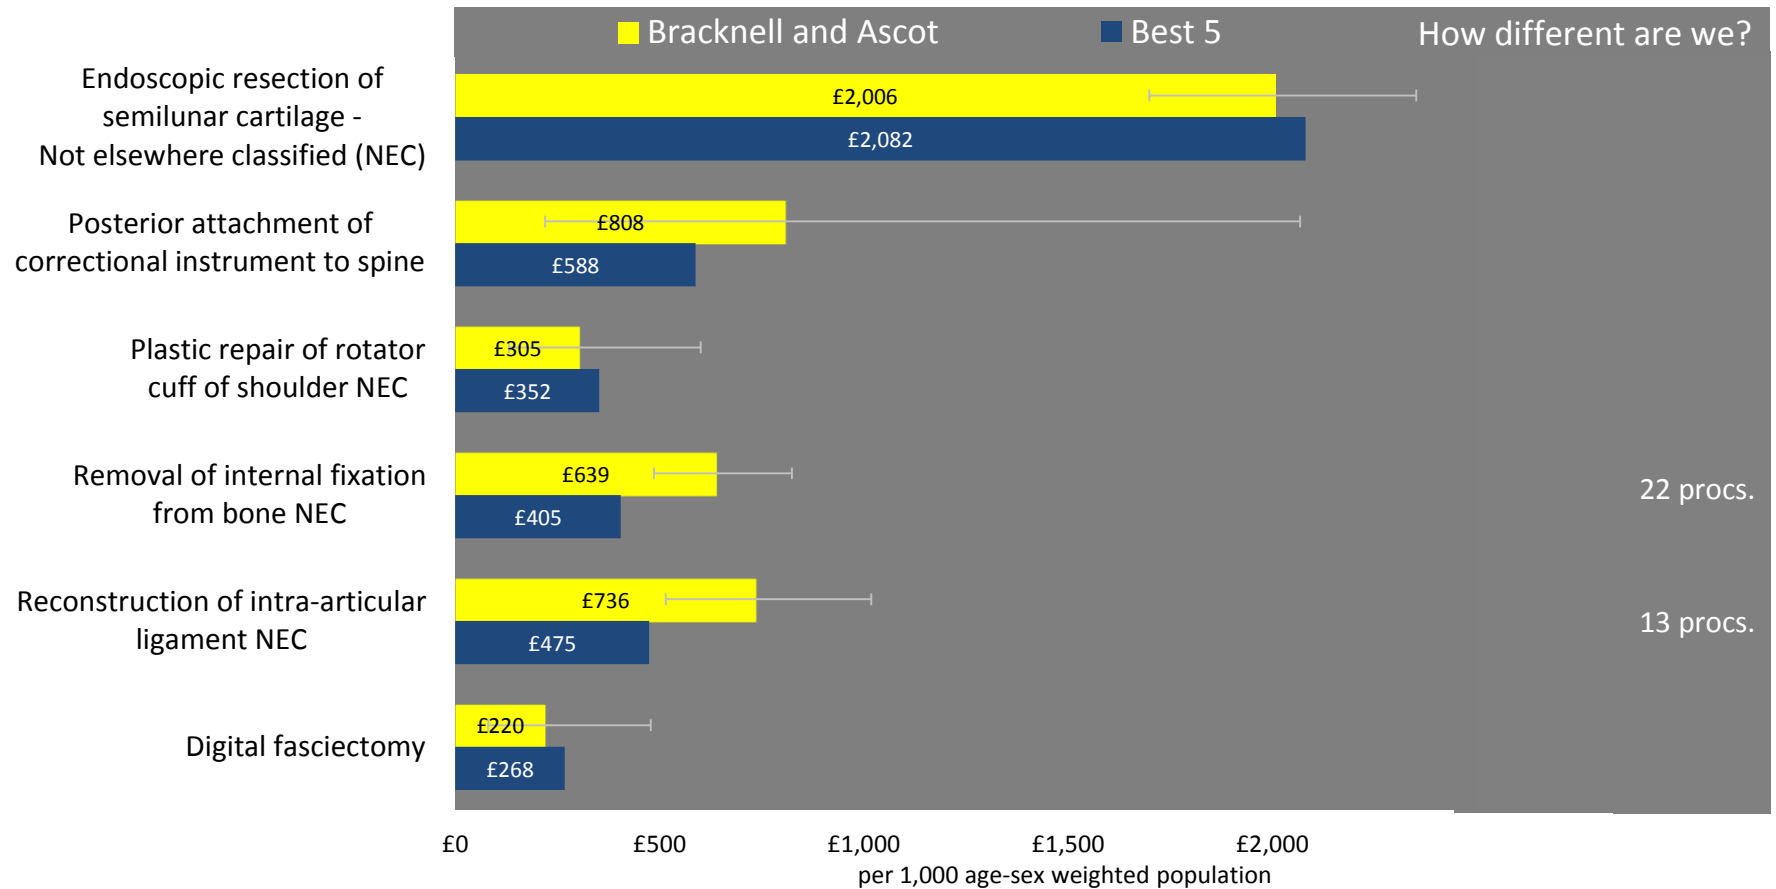 Bracknell and Ascot
Best 5
How different are we?
Endoscopic resection of
semilunar cartilage -
Not elsewhere classified (NEC)
£2,006
£2,082
Posterior attachment of
correctional instrument to spine
£808
£588
Plastic repair of rotator
cuff of shoulder NEC
£305
£352
Removal of internal fixation
from bone NEC
£639
£405
22 procs.
Reconstruction of intra-articular
ligament NEC
£736
£475
13 procs.
Digital fasciectomy
£220
£268
£0
£500
£1,000
£1,500
£2,000
per 1,000 age-sex weighted population